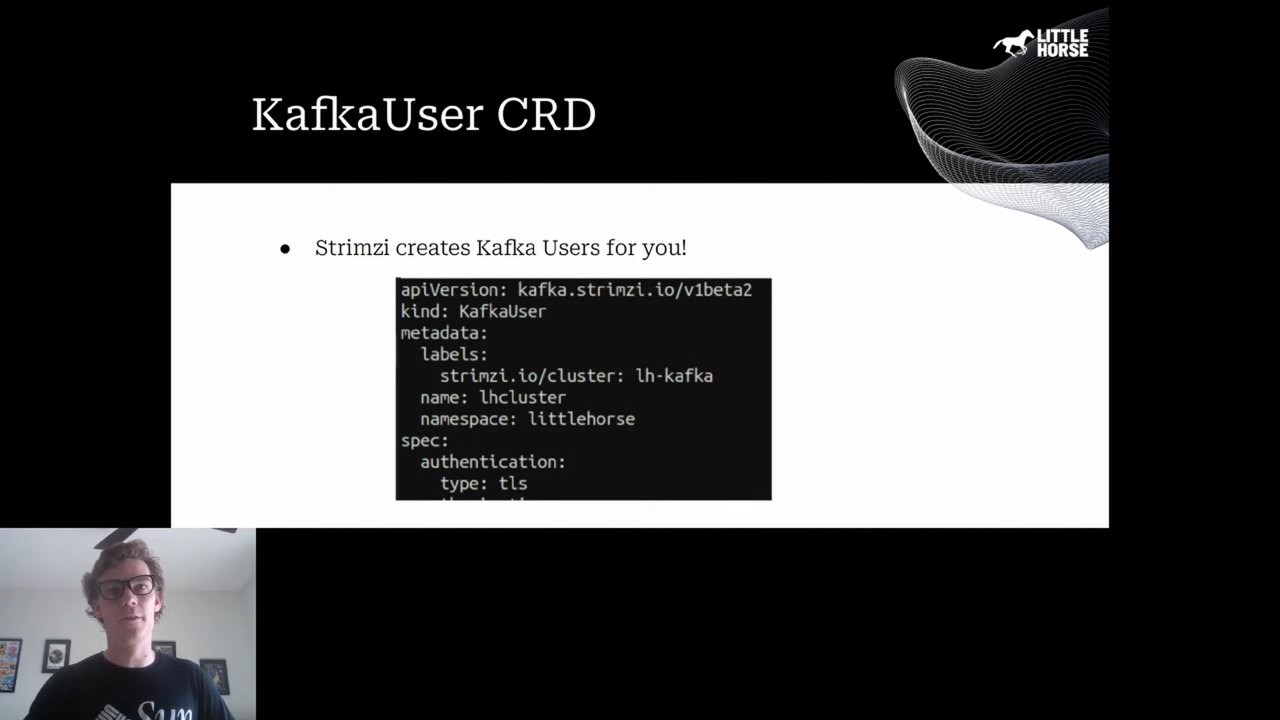 LITTLE
HORSE
KafkaUser CRD
● Strimzi creates Kafka Users for you!
apiVersion: kafka.strimzi.io/v1beta2
kind: KafkaUser
metadata:
  labels:
    strimzi.io/cluster: lh-kafka
  name: lhcluster
  namespace: littlehorse
spec:
  authentication:
    type: tls
Sun